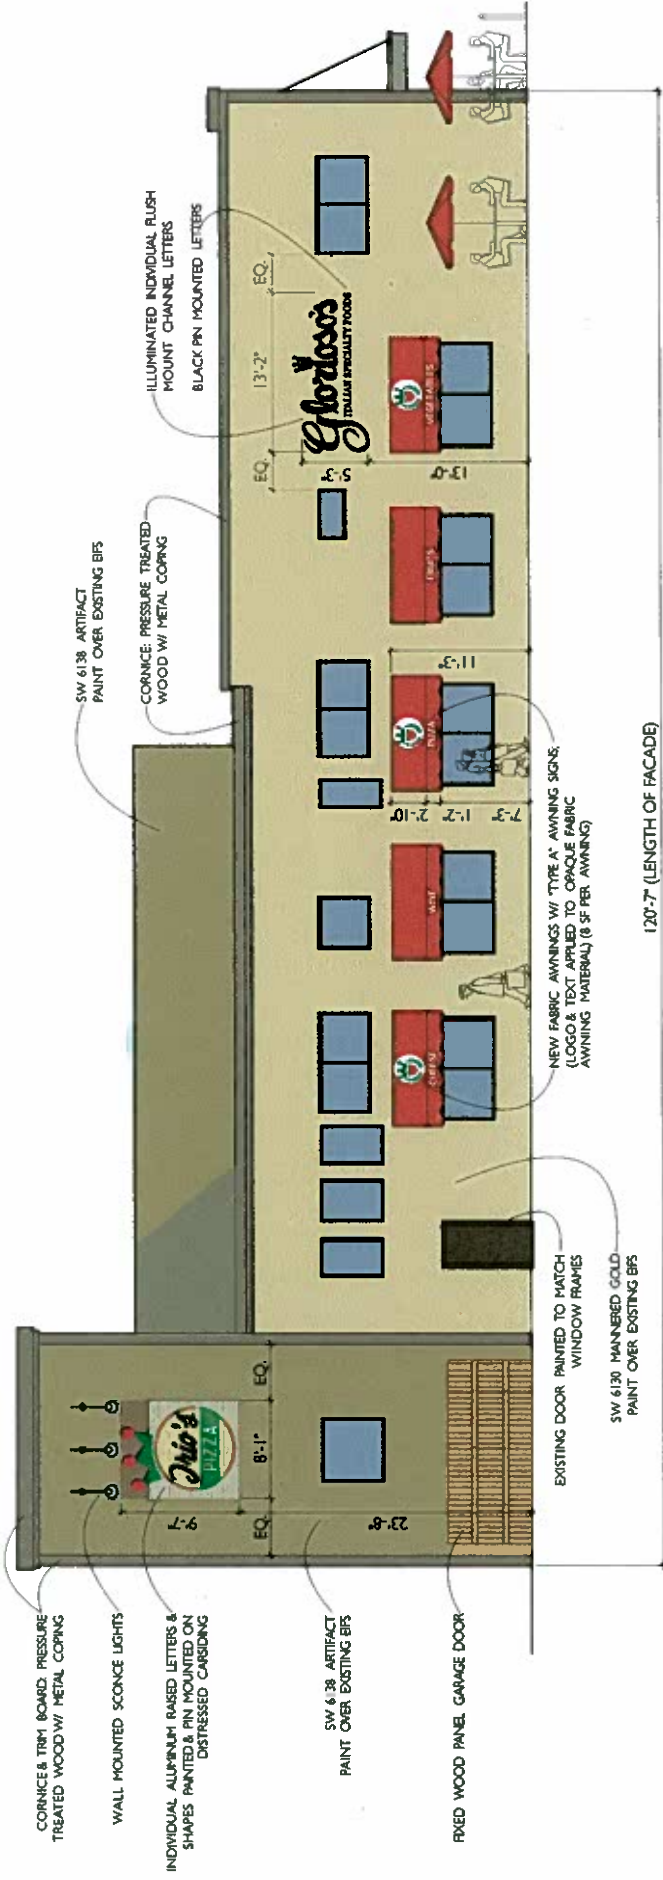 CORNICE & TRIM BOARD: PRESSURE
TREATED WOOD W/ METAL COPING
WALL MOUNTED SCONCE LIGHTS
INDIVIDUAL ALUMINUM RAISED LETTERS &
SHAPES PAINTED & PIN MOUNTED ON
DISTRESSED CARSIDING
SW 6138 ARTIFACT
PAINT OVER EXISTING EIFS
FIXED WOOD PANEL GARAGE DOOR
9'-7"
Trio's
PIZZA
EQ.
8'-1"
EQ.
23'-8"
SW 6138 ARTIFACT
PAINT OVER EXISTING EIFS
CORNICE: PRESSURE TREATED
WOOD W/ METAL COPING
ILLUMINATED INDIVIDUAL FLUSH
MOUNT CHANNEL LETTERS
BLACK PIN MOUNTED LETTERS
EQ.
13'-2"
EQ.
5'-3"
Glorioso's
ITALIAN SPECIALTY FOODS
13'-0"
CHEESE
WINE
PIZZA
FRUITS
VEGETABLES
2'-10"
1'-2"
7'-3"
11'-3"
EXISTING DOOR PAINTED TO MATCH
WINDOW FRAMES
SW 6130 MANNERED GOLD
PAINT OVER EXISTING EIFS
NEW FABRIC AWNINGS W/ "TYPE A" AWNING SIGNS,
(LOGO & TEXT APPLIED TO OPAQUE FABRIC
AWNING MATERIAL) (8 SF PER AWNING)
120'-7" (LENGTH OF FACADE)